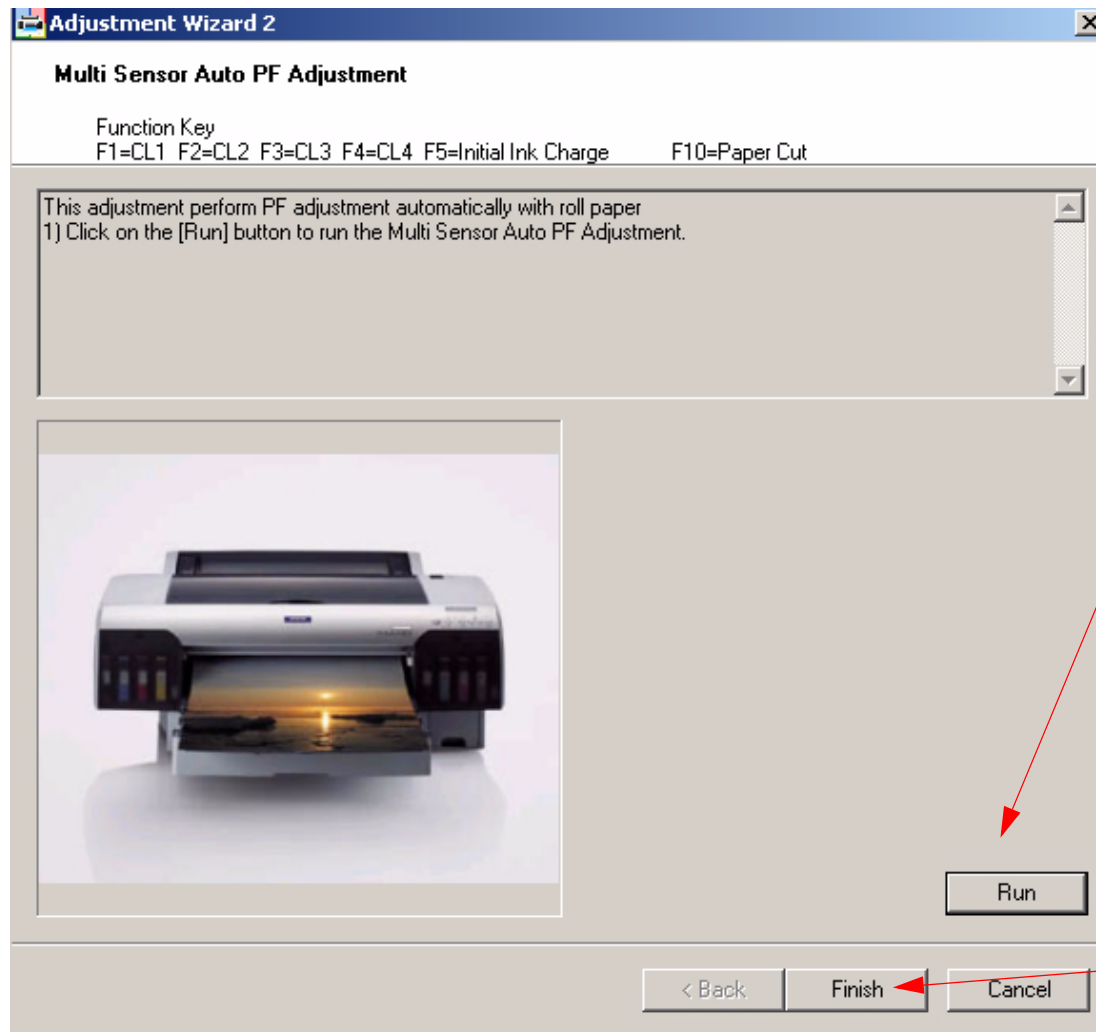 Adjustment Wizard 2
Multi Sensor Auto PF Adjustment
Function Key
F1=CL1 F2=CL2 F3=CL3 F4=CL4 F5=Initial Ink Charge F10=Paper Cut
This adjustment perform PF adjustment automatically with roll paper
1) Click on the [Run] button to run the Multi Sensor Auto PF Adjustment.
Run
< Back Finish Cancel